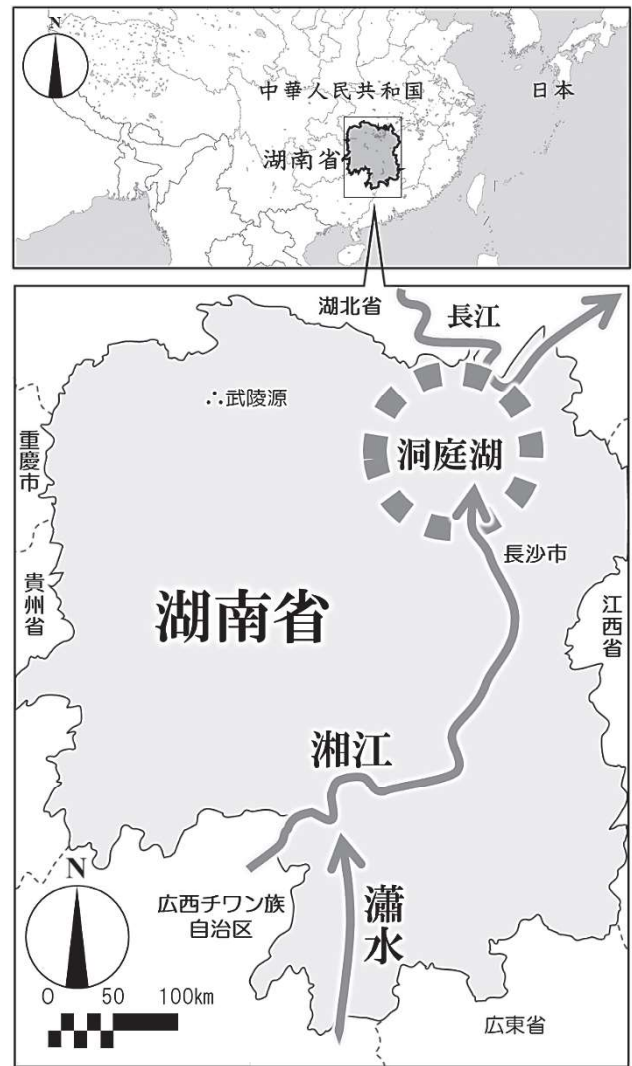 N
中華人民共和国
日本
湖南省
湖北省
長江
∴武陵源
洞庭湖
重慶市
長沙市
貴州省
湖南省
江西省
湘江
N
広西チワン族
自治区
瀟水
0 50 100km
広東省